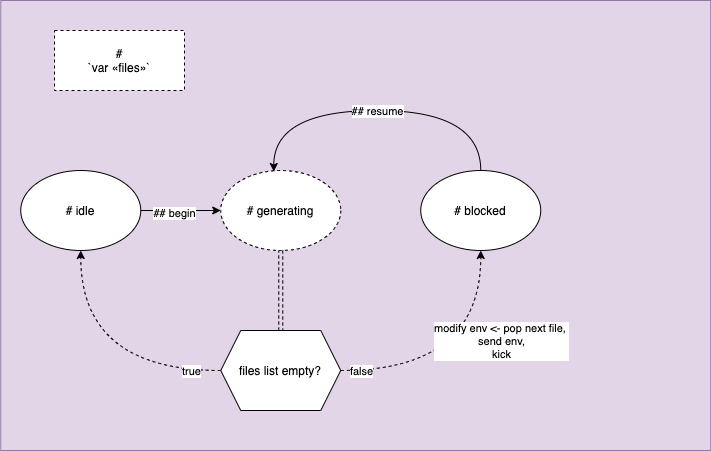 #
`var «files»`
## resume
# idle
## begin
# generating
# blocked
modify env <- pop next file,
send env,
kick
true
files list empty?
false